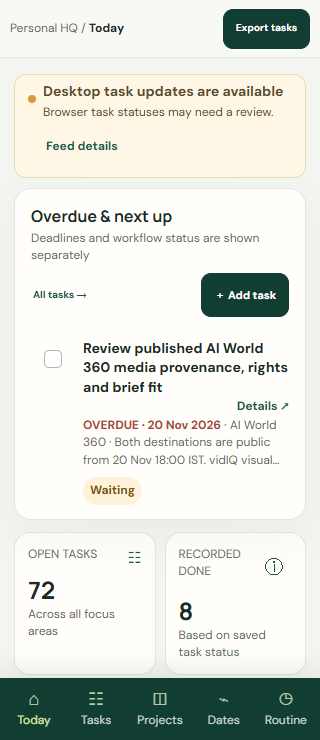 Personal HQ / Today
Export tasks
Desktop task updates are available
Browser task statuses may need a review.
Feed details
Overdue & next up
Deadlines and workflow status are shown
separately
All tasks →
+ Add task
Review published AI World
360 media provenance, rights
and brief fit
Details ↗
OVERDUE · 20 Nov 2026 · AI World
360 · Both destinations are public
from 20 Nov 18:00 IST. vidIQ visual...
Waiting
OPEN TASKS
72
Across all focus
areas
RECORDED
DONE
8
Based on saved
task status
Today
Tasks
Projects
Dates
Routine